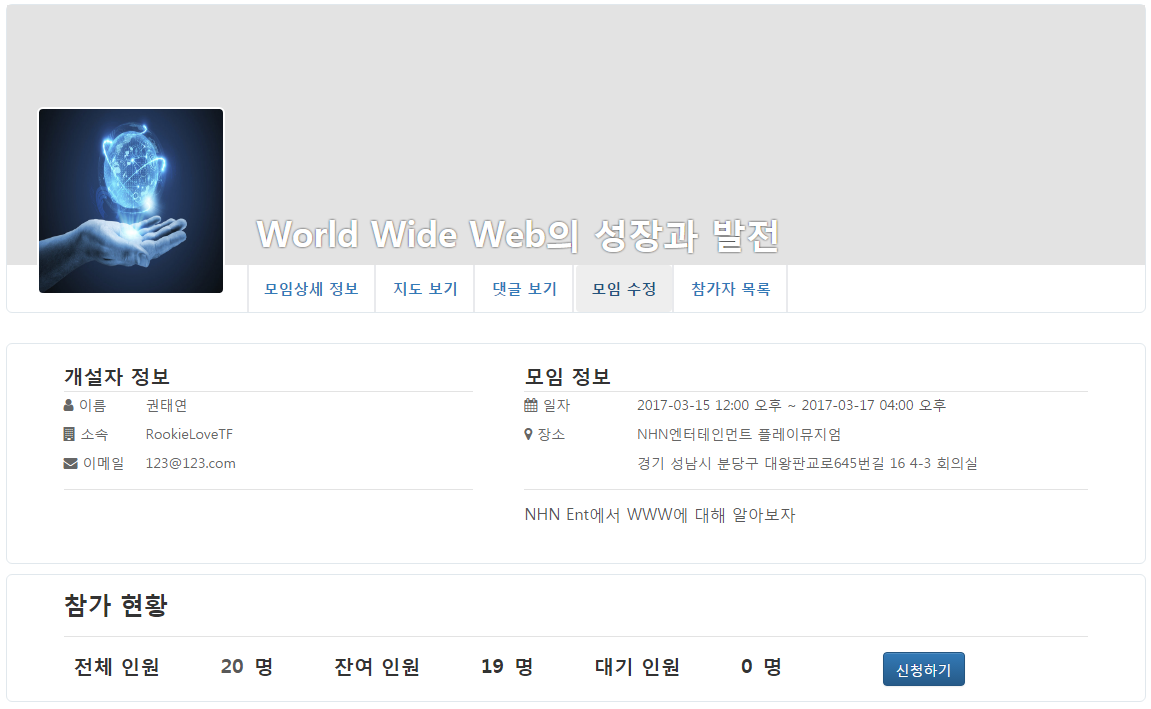 World Wide Web의 성장과 발전
모임상세 정보 지도 보기 댓글 보기 모임 수정 참가자 목록
개설자 정보
이름 권태연
소속 RookieLoveTF
이메일 123@123.com
모임 정보
일자 2017-03-15 12:00 오후 ~ 2017-03-17 04:00 오후
장소 NHN엔터테인먼트 플레이뮤지엄
경기 성남시 분당구 대왕판교로645번길 16 4-3 회의실
NHN Ent에서 WWW에 대해 알아보자
참가 현황
전체 인원 20 명 잔여 인원 19 명 대기 인원 0 명 신청하기